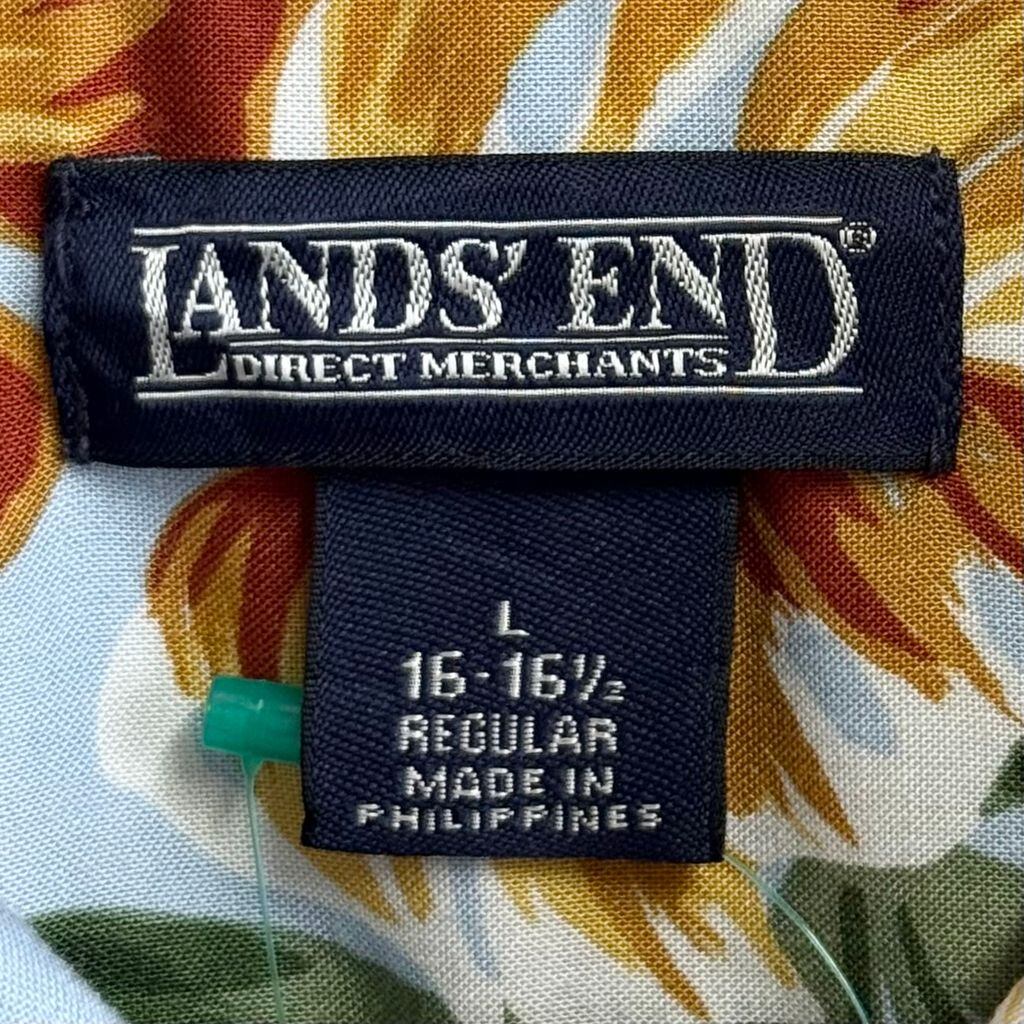 LANDS' END®
DIRECT MERCHANTS
L
16-16½
REGULAR
MADE IN
PHILIPPINES